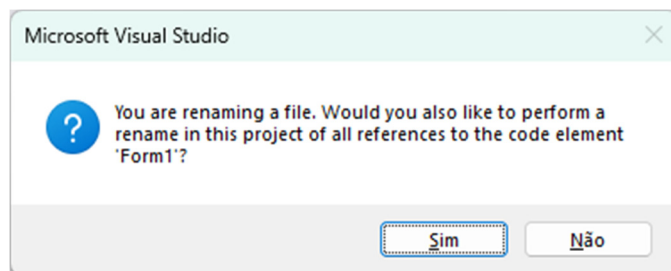 Microsoft Visual Studio
You are renaming a file. Would you also like to perform a
rename in this project of all references to the code element
'Form1'?
Sim
Não